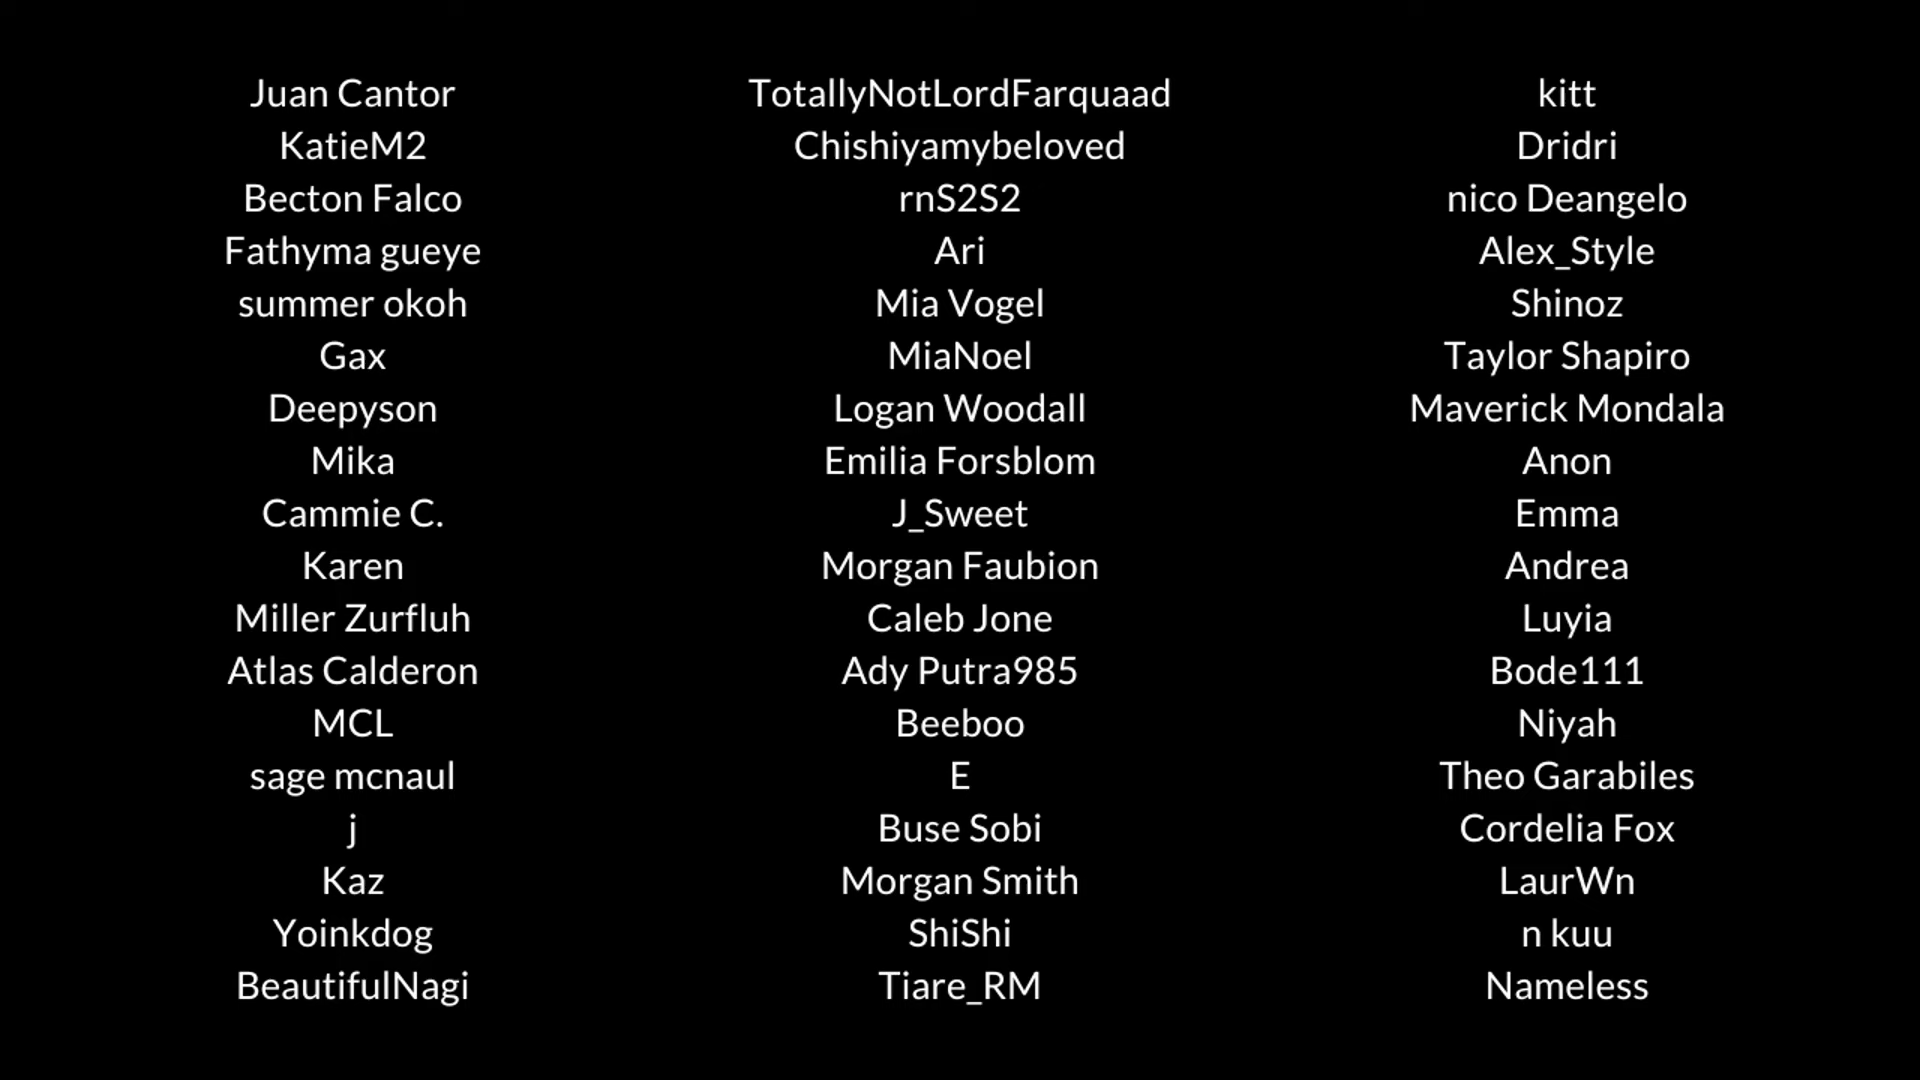 Juan Cantor
KatieM2
Becton Falco
Fathyma gueye
summer okoh
Gax
Deepyson
Mika
Cammie C.
Karen
Miller Zurfluh
Atlas Calderon
MCL
sage mcnaul
j
Kaz
Yoinkdog
BeautifulNagi
TotallyNotLordFarquaad
Chishiyamybeloved
rnS2S2
Ari
Mia Vogel
MiaNoel
Logan Woodall
Emilia Forsblom
J_Sweet
Morgan Faubion
Caleb Jone
Ady Putra985
Beeboo
E
Buse Sobi
Morgan Smith
ShiShi
Tiare_RM
kitt
Dridri
nico Deangelo
Alex_Style
Shinoz
Taylor Shapiro
Maverick Mondala
Anon
Emma
Andrea
Luyia
Bode111
Niyah
Theo Garabiles
Cordelia Fox
LaurWn
n kuu
Nameless